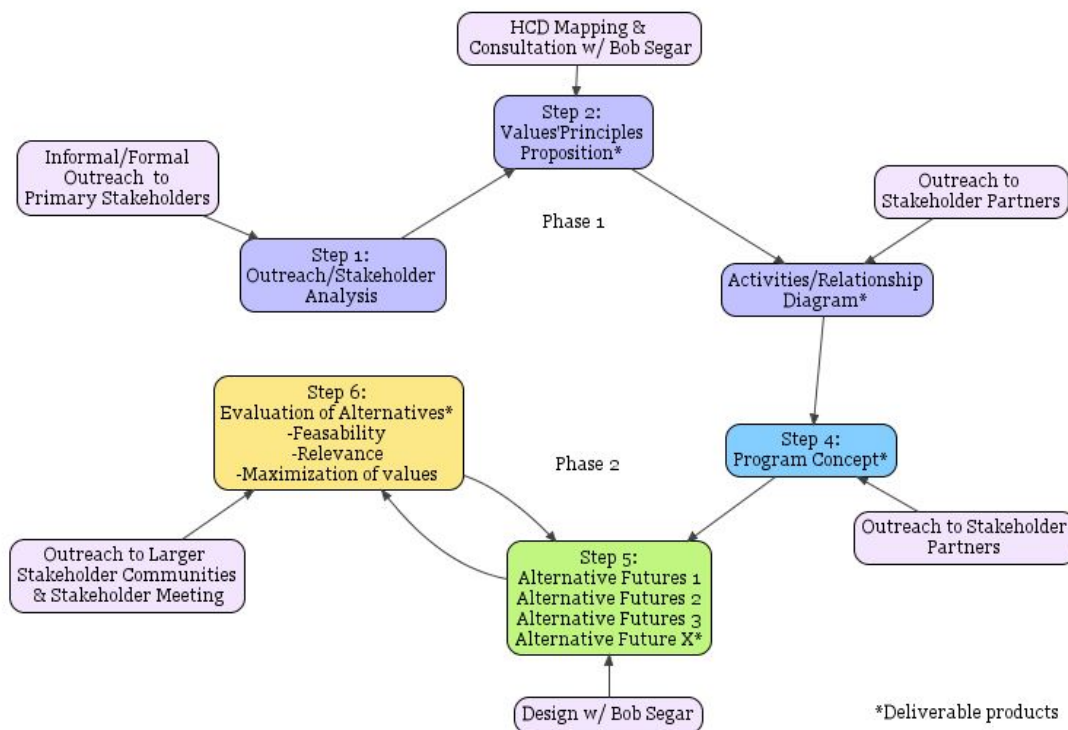 HCD Mapping &
Consultation w/ Bob Segar
Step 2:
Values'Principles
Proposition*
Informal/Formal
Outreach to
Primary Stakeholders
Outreach to
Stakeholder Partners
Phase 1
Step 1:
Outreach/Stakeholder
Analysis
Activities/Relationship
Diagram*
Step 6:
Evaluation of Alternatives*
-Feasability
-Relevance
-Maximization of values
Phase 2
Step 4:
Program Concept*
Outreach to Larger
Stakeholder Communities
& Stakeholder Meeting
Step 5:
Alternative Futures 1
Alternative Futures 2
Alternative Futures 3
Alternative Future X*
Outreach to Stakeholder
Partners
Design w/ Bob Segar
*Deliverable products